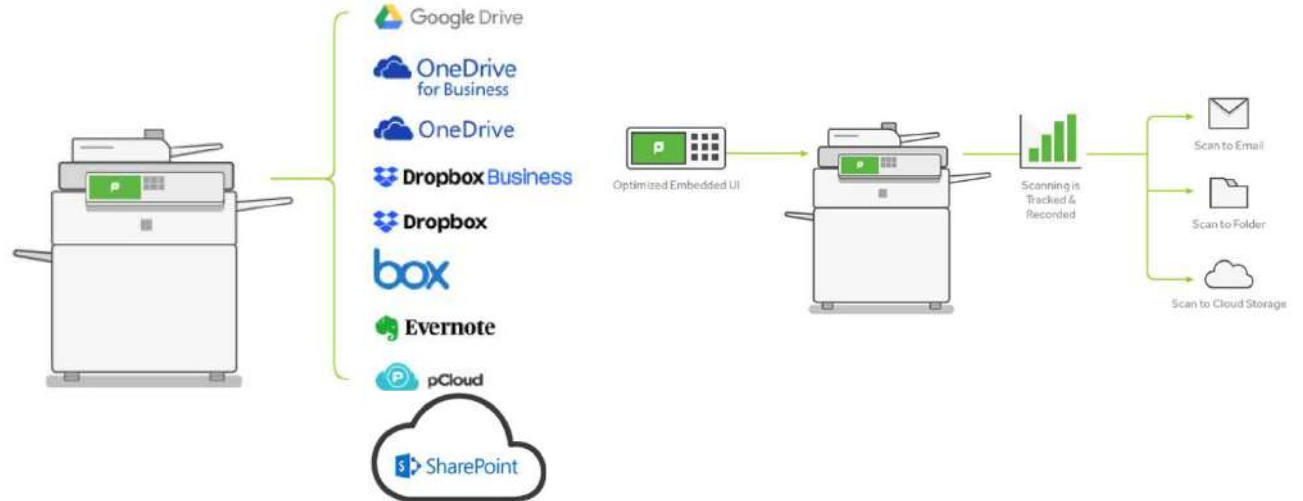 Google Drive
OneDrive
for Business
OneDrive
Dropbox Business
Dropbox
box
Evernote
P
pCloud
S
SharePoint
Optimized Embedded UI
Scanning is
Tracked &
Recorded
Scan to Email
Scan to Folder
Scan to Cloud Storage